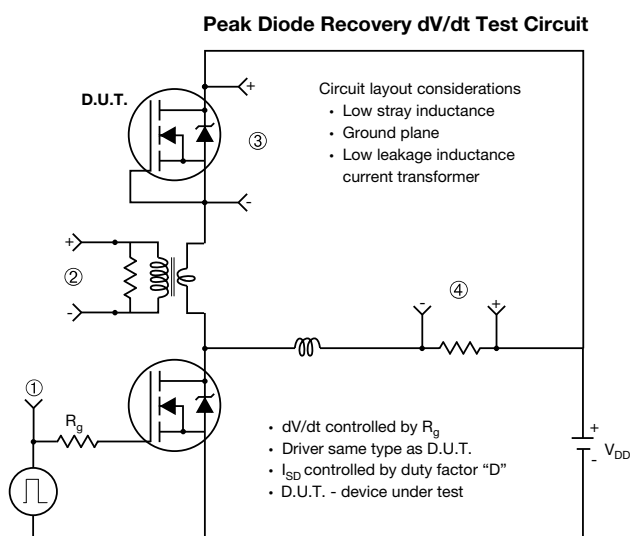 Peak Diode Recovery dV/dt Test Circuit
D.U.T.
+
Circuit layout considerations
• Low stray inductance
• Ground plane
• Low leakage inductance
current transformer
③
-
+
②
-
④
-
+
①
Rg
• dV/dt controlled by Rg
• Driver same type as D.U.T.
• ISD controlled by duty factor “D”
• D.U.T. - device under test
+
VDD
-